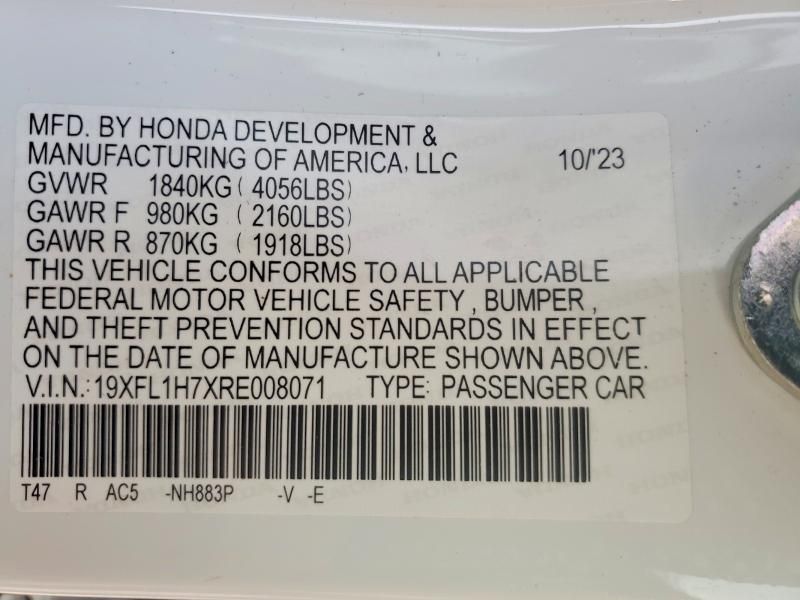 MFD. BY HONDA DEVELOPMENT &
MANUFACTURING OF AMERICA, LLC 10/'23
GVWR 1840KG ( 4056LBS)
GAWR F 980KG ( 2160LBS)
GAWR R 870KG ( 1918LBS)
THIS VEHICLE CONFORMS TO ALL APPLICABLE
FEDERAL MOTOR VEHICLE SAFETY , BUMPER ,
AND THEFT PREVENTION STANDARDS IN EFFECT
ON THE DATE OF MANUFACTURE SHOWN ABOVE.
V.I.N.:19XFL1H7XRE008071 TYPE: PASSENGER CAR
T47 R AC5 -NH883P -V -E